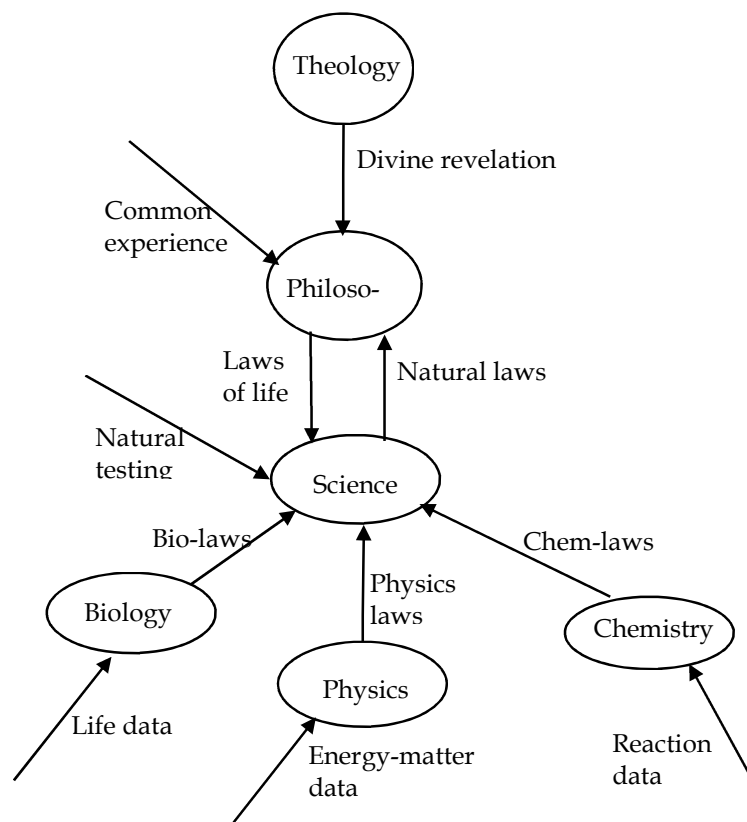 Theology
Divine revelation
Common
experience
Philoso-
Laws
of life
Natural laws
Natural
testing
Science
Bio-laws
Chem-laws
Physics
laws
Biology
Chemistry
Physics
Life data
Energy-matter
data
Reaction
data